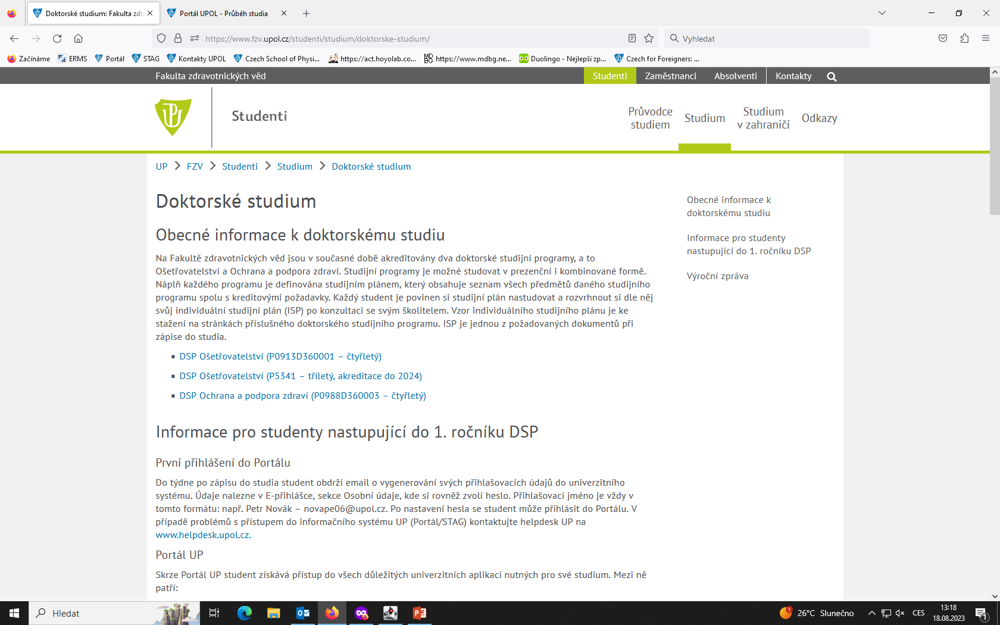 Doktorské studium: Fakulta zdra
Portál UPOL - Průběh studia
https://www.fzv.upol.cz/studenti/studium/doktorske-studium/
Vyhledat
Začínáme
ERMS
Portál
STAG
Kontakty UPOL
Czech School of Physi...
https://act.hoyolab.co...
https://www.mdbg.ne...
Duolingo - Nejlepší zp...
Czech for Foreigners: ...
Fakulta zdravotnických věd
Studenti
Zaměstnanci
Absolventi
Kontakty
Studenti
Průvodce
studiem
Studium
Studium
v zahraničí
Odkazy
UP
FZV
Studenti
Studium
Doktorské studium
Doktorské studium
Obecné informace k doktorskému studiu
Na Fakultě zdravotnických věd jsou v současné době akreditovány dva doktorské studijní programy, a to
Ošetřovatelství a Ochrana a podpora zdraví. Studijní programy je možné studovat v prezenční i kombinované formě.
Náplň každého programu je definována studijním plánem, který obsahuje seznam všech předmětů daného studijního
programu spolu s kreditovými požadavky. Každý student je povinen si studijní plán nastudovat a rozvrhnout si dle něj
svůj individuální studijní plán (ISP) po konzultaci se svým školitelem. Vzor individuálního studijního plánu je ke
stažení na stránkách příslušného doktorského studijního programu. ISP je jednou z požadovaných dokumentů při
zápise do studia.
DSP Ošetřovatelství (P0913D360001 – čtyřletý)
DSP Ošetřovatelství (P5341 – tříletý, akreditace do 2024)
DSP Ochrana a podpora zdraví (P0988D360003 – čtyřletý)
Informace pro studenty nastupující do 1. ročníku DSP
První přihlášení do Portálu
Do týdne po zápisu do studia student obdrží email o vygenerování svých přihlašovacích údajů do univerzitního
systému. Údaje nalezne v E-přihlášce, sekce Osobní údaje, kde si rovněž zvolí heslo. Přihlašovací jméno je vždy v
tomto formátu: např. Petr Novák – novape06@upol.cz. Po nastavení hesla se student může přihlásit do Portálu. V
případě problémů s přístupem do informačního systému UP (Portál/STAG) kontaktujte helpdesk UP na
www.helpdesk.upol.cz.
Portál UP
Skrze Portál UP student získává přístup do všech důležitých univerzitních aplikací nutných pro své studium. Mezi ně
patří:
Obecné informace k
doktorskému studiu
Informace pro studenty
nastupující do 1. ročníku DSP
Výroční zpráva
Hledat
26°C Slunečno
CES
13:18
18.08.2023